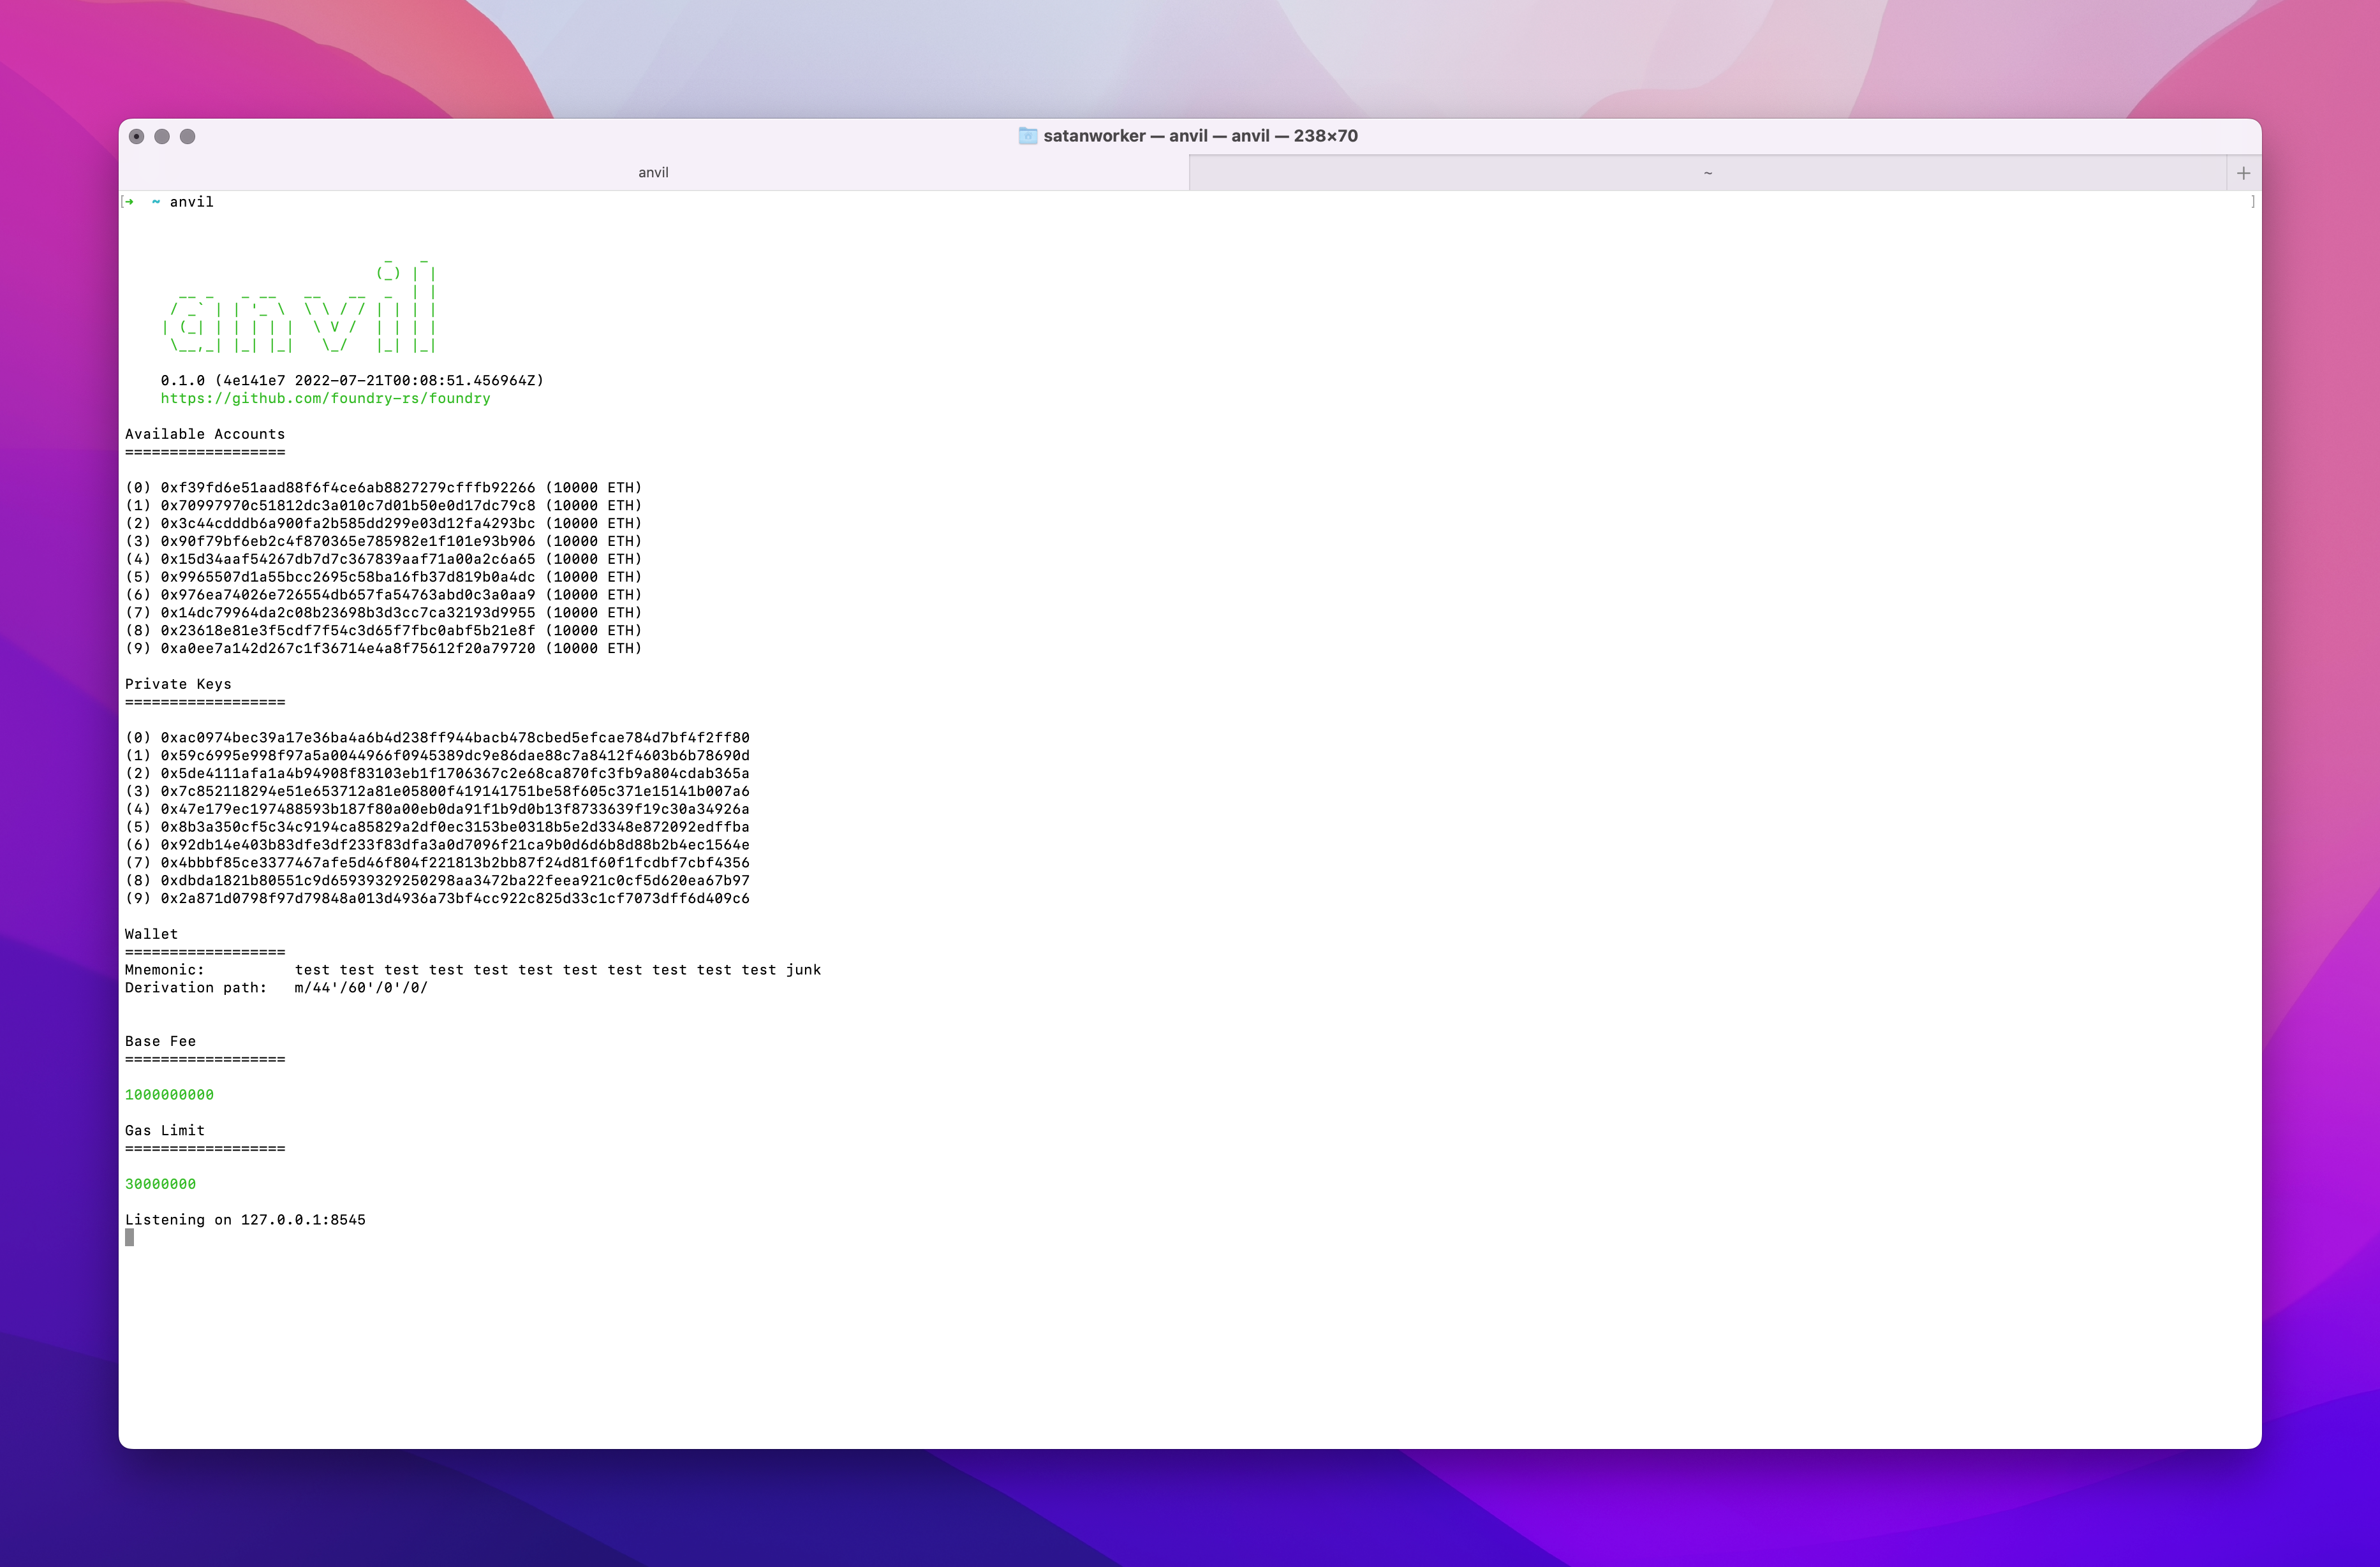 satanworker — anvil — anvil — 238×70
anvil
~
➜ ~ anvil
anvil
0.1.0 (4e141e7 2022-07-21T00:08:51.456964Z)
https://github.com/foundry-rs/foundry
Available Accounts
==================
(0) 0xf39fd6e51aad88f6f4ce6ab8827279cfffb92266 (10000 ETH)
(1) 0x70997970c51812dc3a010c7d01b50e0d17dc79c8 (10000 ETH)
(2) 0x3c44cdddb6a900fa2b585dd299e03d12fa4293bc (10000 ETH)
(3) 0x90f79bf6eb2c4f870365e785982e1f101e93b906 (10000 ETH)
(4) 0x15d34aaf54267db7d7c367839aaf71a00a2c6a65 (10000 ETH)
(5) 0x9965507d1a55bcc2695c58ba16fb37d819b0a4dc (10000 ETH)
(6) 0x976ea74026e726554db657fa54763abd0c3a0aa9 (10000 ETH)
(7) 0x14dc79964da2c08b23698b3d3cc7ca32193d9955 (10000 ETH)
(8) 0x23618e81e3f5cdf7f54c3d65f7fbc0abf5b21e8f (10000 ETH)
(9) 0xa0ee7a142d267c1f36714e4a8f75612f20a79720 (10000 ETH)
Private Keys
==================
(0) 0xac0974bec39a17e36ba4a6b4d238ff944bacb478cbed5efcae784d7bf4f2ff80
(1) 0x59c6995e998f97a5a0044966f0945389dc9e86dae88c7a8412f4603b6b78690d
(2) 0x5de4111afa1a4b94908f83103eb1f1706367c2e68ca870fc3fb9a804cdab365a
(3) 0x7c852118294e51e653712a81e05800f419141751be58f605c371e15141b007a6
(4) 0x47e179ec197488593b187f80a00eb0da91f1b9d0b13f8733639f19c30a34926a
(5) 0x8b3a350cf5c34c9194ca85829a2df0ec3153be0318b5e2d3348e872092edffba
(6) 0x92db14e403b83dfe3df233f83dfa3a0d7096f21ca9b0d6d6b8d88b2b4ec1564e
(7) 0x4bbbf85ce3377467afe5d46f804f221813b2bb87f24d81f60f1fcdbf7cbf4356
(8) 0xdbda1821b80551c9d65939329250298aa3472ba22feea921c0cf5d620ea67b97
(9) 0x2a871d0798f97d79848a013d4936a73bf4cc922c825d33c1cf7073dff6d409c6
Wallet
==================
Mnemonic: test test test test test test test test test test test junk
Derivation path: m/44'/60'/0'/0/
Base Fee
==================
1000000000
Gas Limit
==================
30000000
Listening on 127.0.0.1:8545